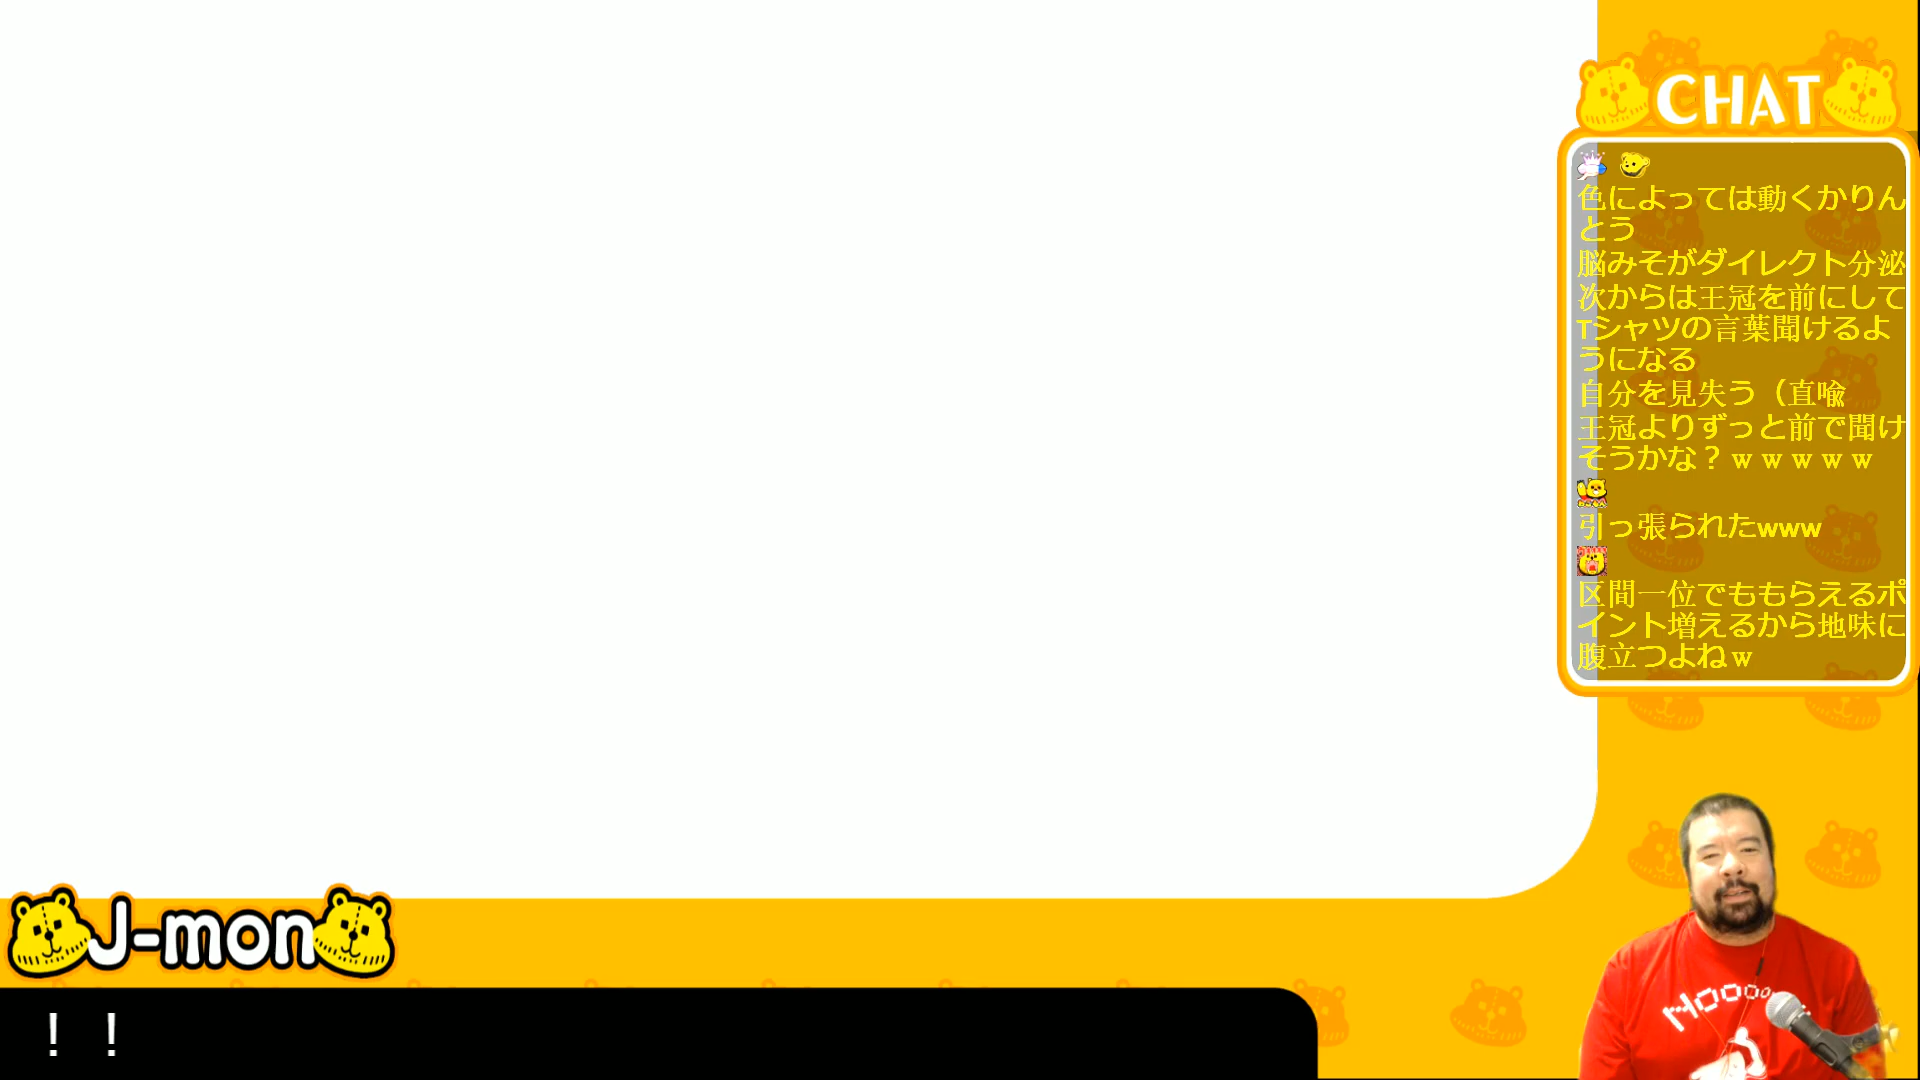 CHAT
色によっては動くかりん
とう
脳みそがダイレクト分泌
次からは王冠を前にして
Tシャツの言葉聞けるよ
うになる
自分を見失う（直喩
王冠よりずっと前で聞け
そうかな？ｗｗｗｗｗ
引っ張られたwww
区間一位でももらえるポ
イント増えるから地味に
腹立つよねｗ
J-mon
！！
Hoooo